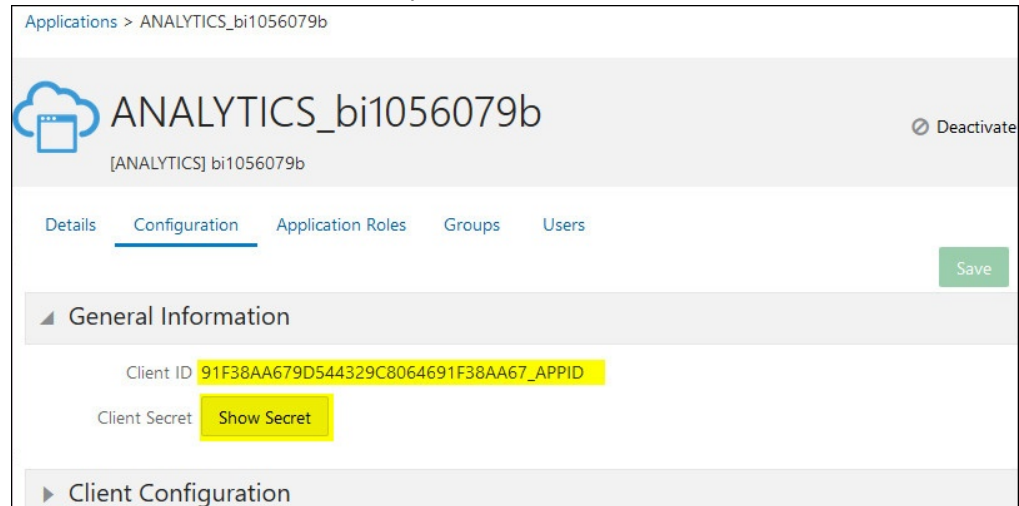 Applications > ANALYTICS_bi1056079b
ANALYTICS_bi1056079b
Deactivate
[ANALYTICS] bi1056079b
Details Configuration Application Roles Groups Users
Save
General Information
Client ID 91F38AA679D544329C8064691F38AA67_APPID
Client Secret Show Secret
Client Configuration